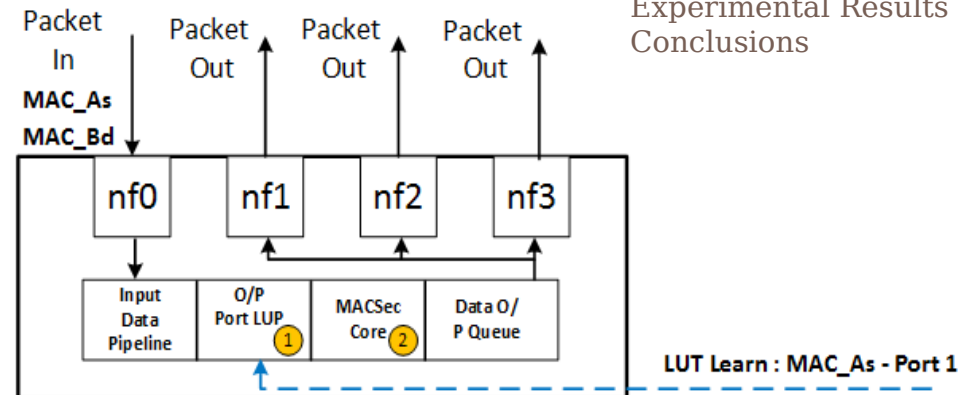 Experimental Results
Conclusions
Packet
In
MAC_As
MAC_Bd
Packet
Out
Packet
Out
Packet
Out
nf0
nf1
nf2
nf3
Input
Data
Pipeline
O/P
Port LUP
1
MACSec
Core
2
Data O/
P Queue
LUT Learn : MAC_As - Port 1